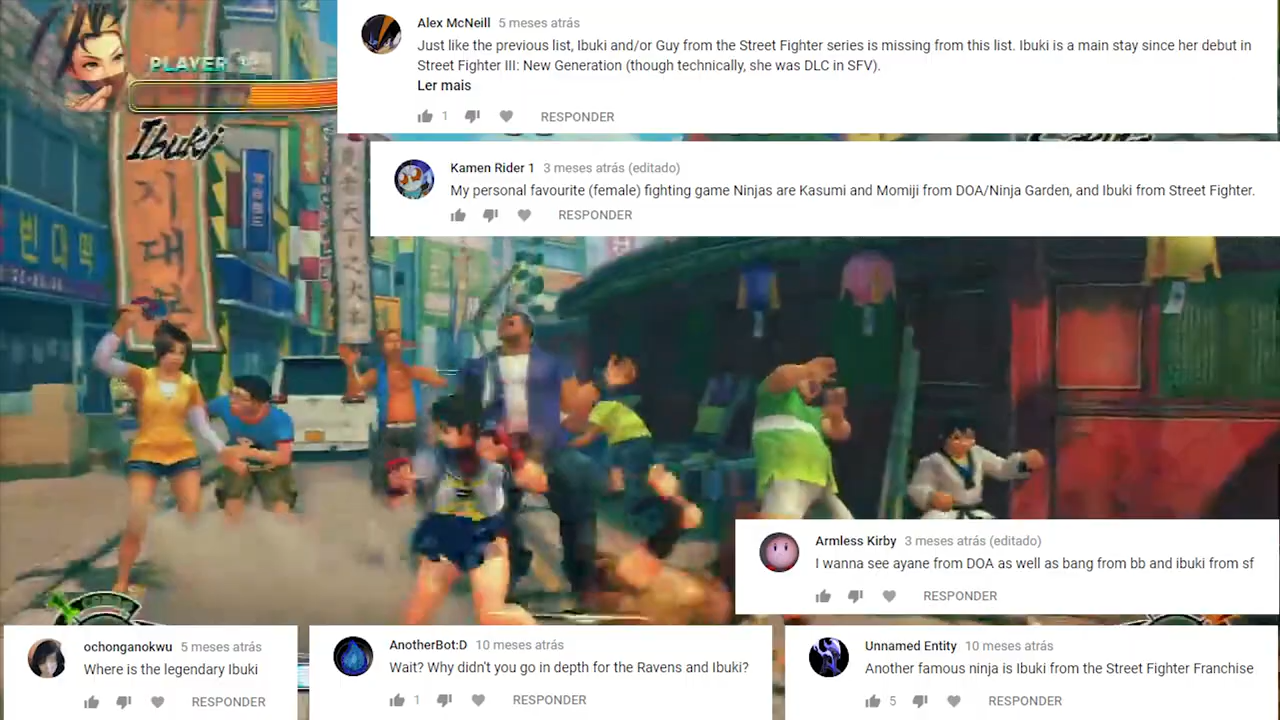 PLAYER
Ibuki
지
대
빈대떡
Alex McNeill 5 meses atrás
Just like the previous list, Ibuki and/or Guy from the Street Fighter series is missing from this list. Ibuki is a main stay since her debut in
Street Fighter III: New Generation (though technically, she was DLC in SFV).
Ler mais
1 RESPONDER
Kamen Rider 1 3 meses atrás (editado)
My personal favourite (female) fighting game Ninjas are Kasumi and Momiji from DOA/Ninja Garden, and Ibuki from Street Fighter.
RESPONDER
Armless Kirby 3 meses atrás (editado)
I wanna see ayane from DOA as well as bang from bb and ibuki from sf
RESPONDER
ochonganokwu 5 meses atrás
Where is the legendary Ibuki
RESPONDER
AnotherBot:D 10 meses atrás
Wait? Why didn't you go in depth for the Ravens and Ibuki?
1 RESPONDER
Unnamed Entity 10 meses atrás
Another famous ninja is Ibuki from the Street Fighter Franchise
5 RESPONDER